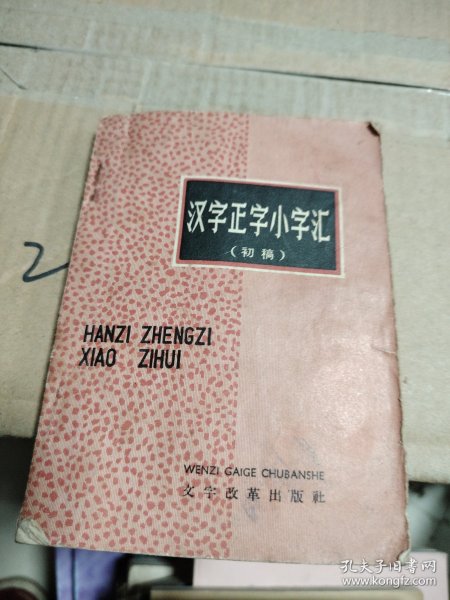 汉字正字小字汇
（初稿）
HANZI ZHENGZI
XIAO ZIHUI
WENZI GAIGE CHUBANSHE
文字改革出版社
2
孔夫子旧书网
www.kongfz.com